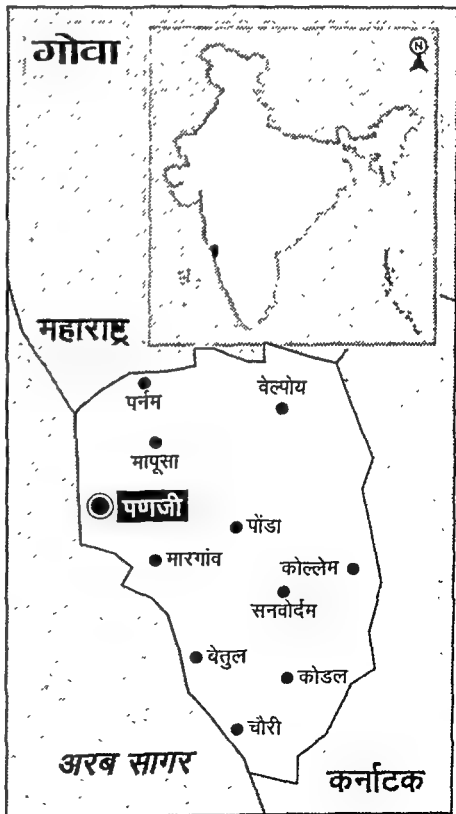 गोवा
N
महाराष्ट्र
पर्नम
वेल्पोय
मापूसा
पणजी
पोंडा
मारगांव
कोल्लेम
सनवोर्दम
बेतुल
कोडल
चौरी
अरब सागर
कर्नाटक